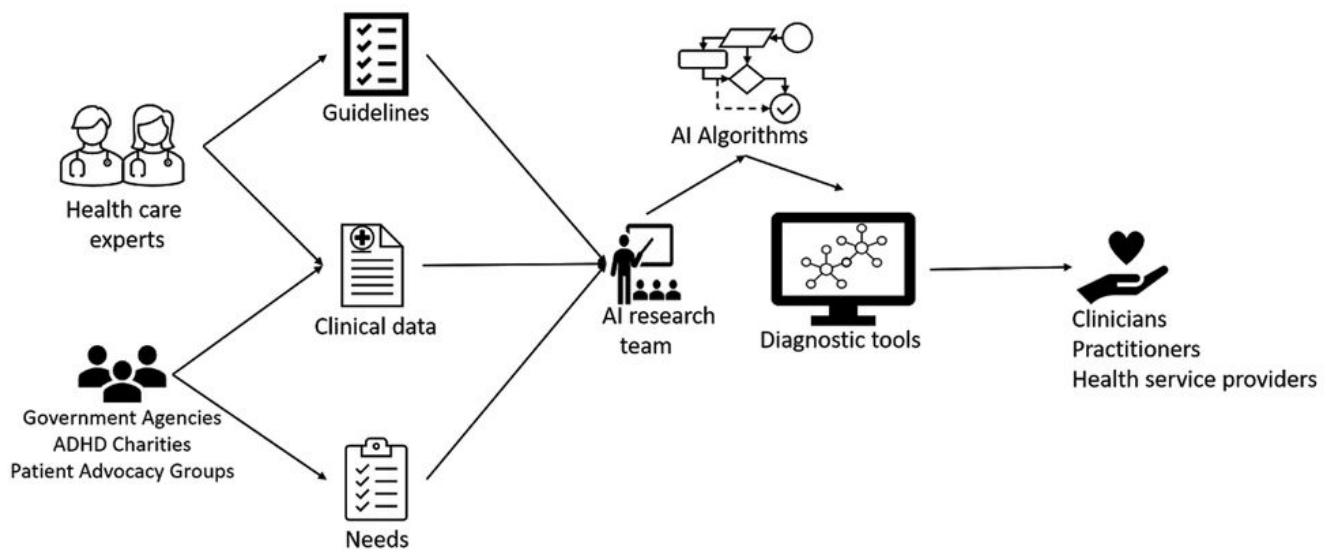 Guidelines
AI Algorithms
Health care
experts
Clinical data
AI research
team
Diagnostic tools
Clinicians
Practitioners
Health service providers
Government Agencies
ADHD Charities
Patient Advocacy Groups
Needs